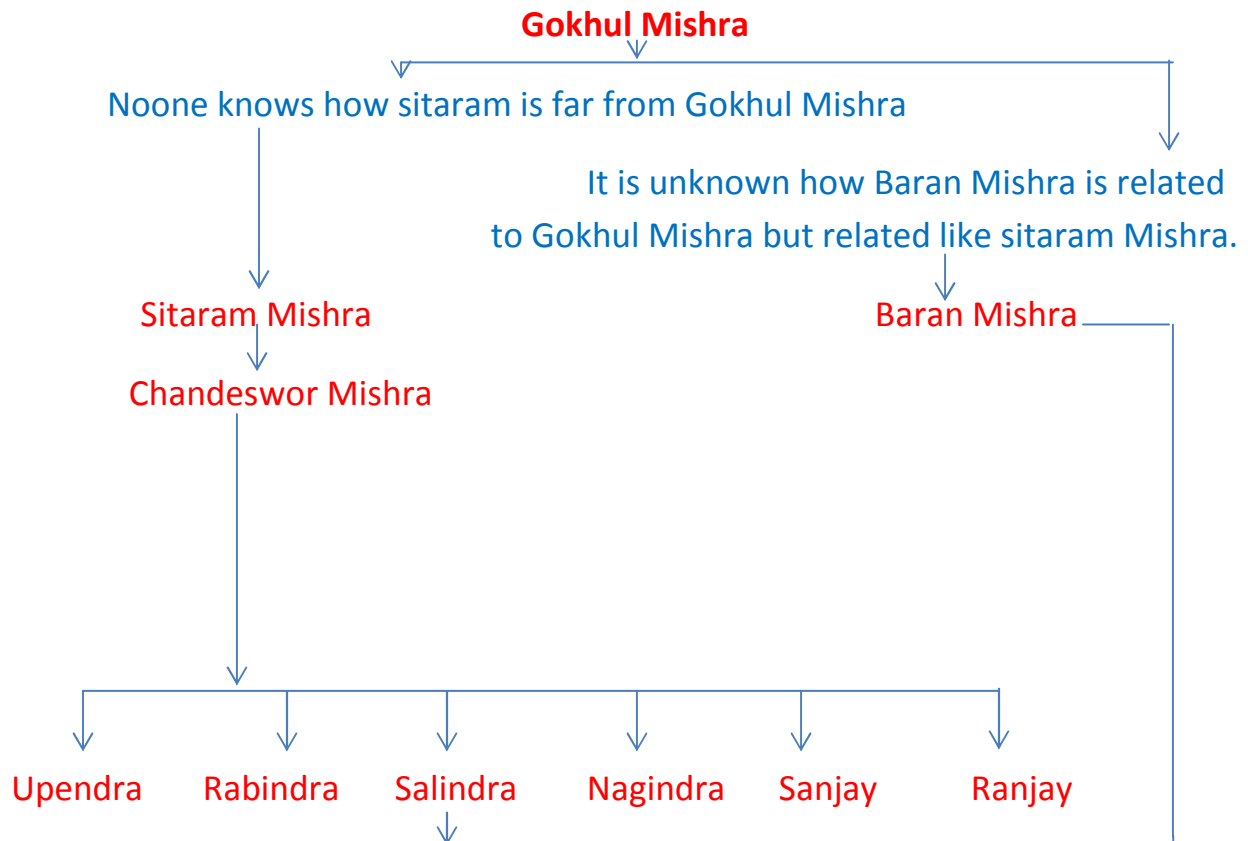 Gokhul Mishra
Noone knows how sitaram is far from Gokhul Mishra
It is unknown how Baran Mishra is related
to Gokhul Mishra but related like sitaram Mishra.
Sitaram Mishra
Baran Mishra
Chandeswor Mishra
Upendra Rabindra Salindra Nagindra Sanjay Ranjay